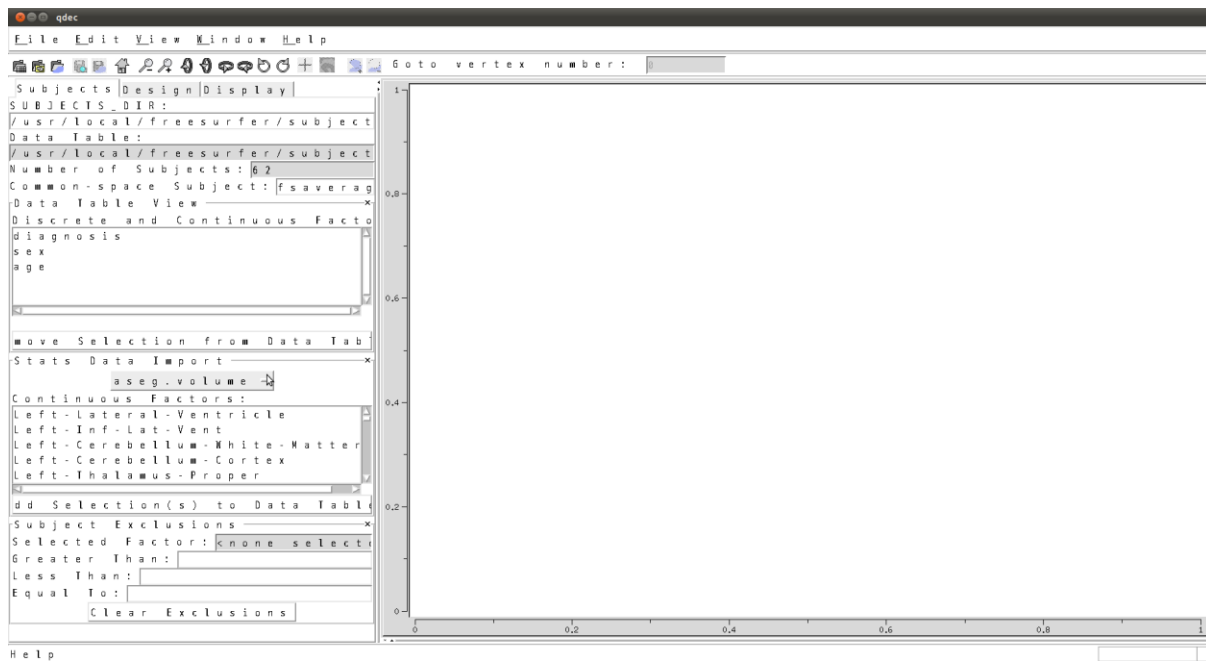 qdec
File Edit View Window Help
Goto vertex number: 0
Subjects Design Display
SUBJECTS_DIR:
/usr/local/freesurfer/subject
Data Table:
/usr/local/freesurfer/subject
Number of Subjects: 62
Common-space Subject: fsaverag
Data Table View
Discrete and Continuous Facto
diagnosis
sex
age
move Selection from Data Tab
Stats Data Import
aseg.volume
Continuous Factors:
Left-Lateral-Ventricle
Left-Inf-Lat-Vent
Left-Cerebellum-White-Matter
Left-Cerebellum-Cortex
Left-Thalamus-Proper
dd Selection(s) to Data Table
Subject Exclusions
Selected Factor: <none selecte
Greater Than:
Less Than:
Equal To:
Clear Exclusions
1
0.8
0.6
0.4
0.2
0
0 0.2 0.4 0.6 0.8 1
Help